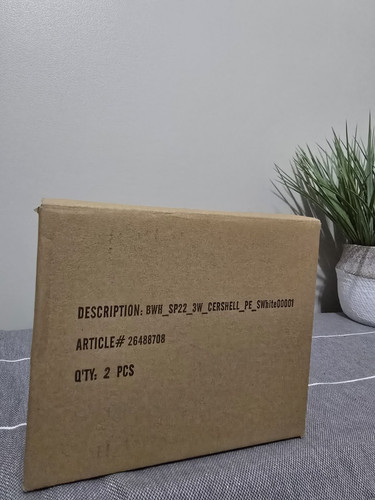 DESCRIPTION: BWH_SP22_3W_CERSHELL_PE_SWhite00001
ARTICLE# 26488708
Q'TY: 2 PCS